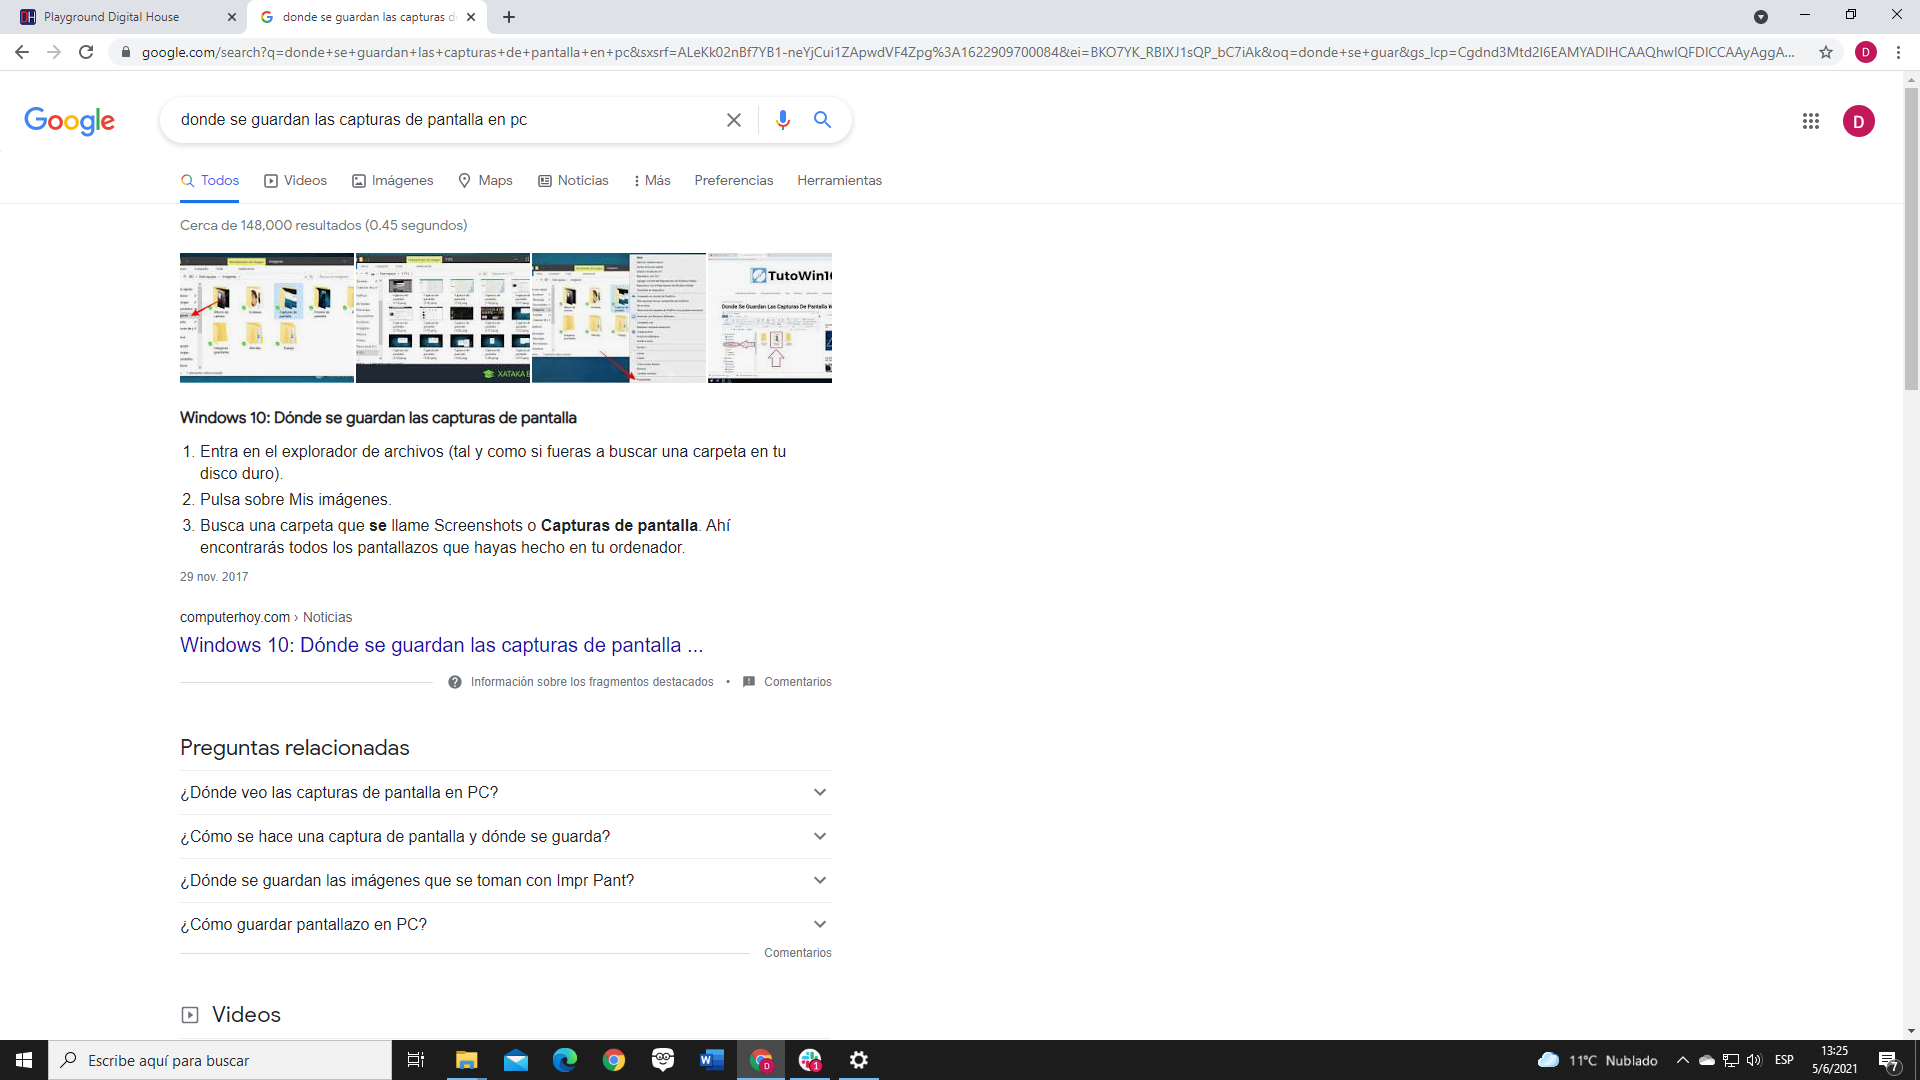 Playground Digital House
donde se guardan las capturas d
google.com/search?q=donde+se+guardan+las+capturas+de+pantalla+en+pc&sxsrf=ALeKk02nBf7YB1-neYjCui1ZApwdVF4Zpg%3A1622909700084&ei=BKO7YK_RBIXJ1sQP_bC7iAk&oq=donde+se+guar&gs_lcp=Cgdnd3Mtd2l6EAMYADIHCAAQhwIQFDICCAAyAggA...
D
Google
donde se guardan las capturas de pantalla en pc
D
Todos
Videos
Imágenes
Maps
Noticias
Más
Preferencias
Herramientas
Cerca de 148,000 resultados (0.45 segundos)
XATAKA
TutoWin1
Donde Se Guardan Las Capturas De Pantalla
Windows 10: Dónde se guardan las capturas de pantalla
1. Entra en el explorador de archivos (tal y como si fueras a buscar una carpeta en tu
disco duro).
2. Pulsa sobre Mis imágenes.
3. Busca una carpeta que se llame Screenshots o Capturas de pantalla. Ahí
encontrarás todos los pantallazos que hayas hecho en tu ordenador.
29 nov. 2017
computerhoy.com › Noticias
Windows 10: Dónde se guardan las capturas de pantalla ...
Información sobre los fragmentos destacados • Comentarios
Preguntas relacionadas
¿Dónde veo las capturas de pantalla en PC?
¿Cómo se hace una captura de pantalla y dónde se guarda?
¿Dónde se guardan las imágenes que se toman con Impr Pant?
¿Cómo guardar pantallazo en PC?
Comentarios
Videos
Escribe aquí para buscar
11°C Nublado
ESP
13:25
5/6/2021
7